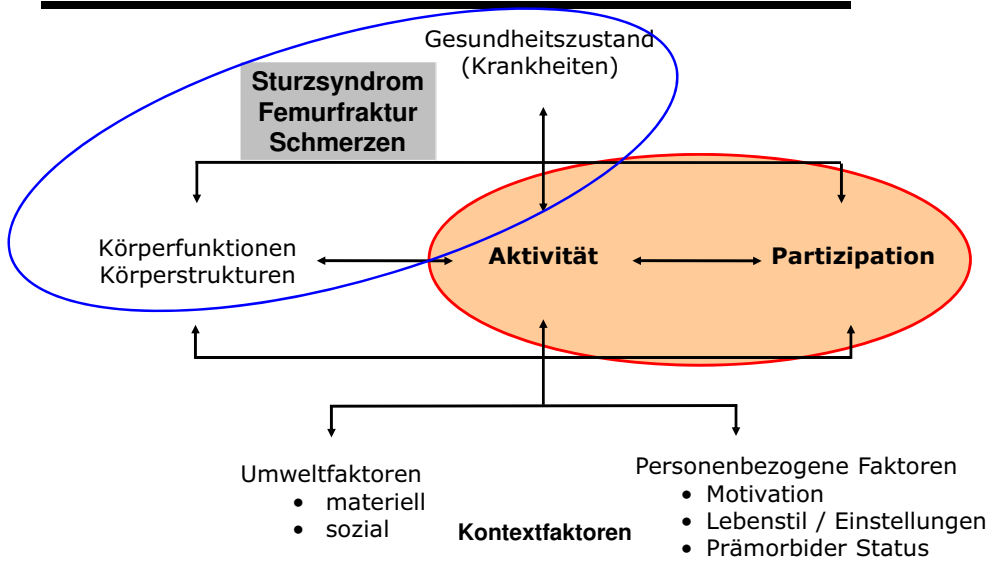 Gesundheitszustand
(Krankheiten)
Sturzsyndrom
Femurfraktur
Schmerzen
Körperfunktionen
Körperstrukturen
Aktivität
Partizipation
Umweltfaktoren
• materiell
• sozial
Kontextfaktoren
Personenbezogene Faktoren
• Motivation
• Lebenstil / Einstellungen
• Prämorbider Status